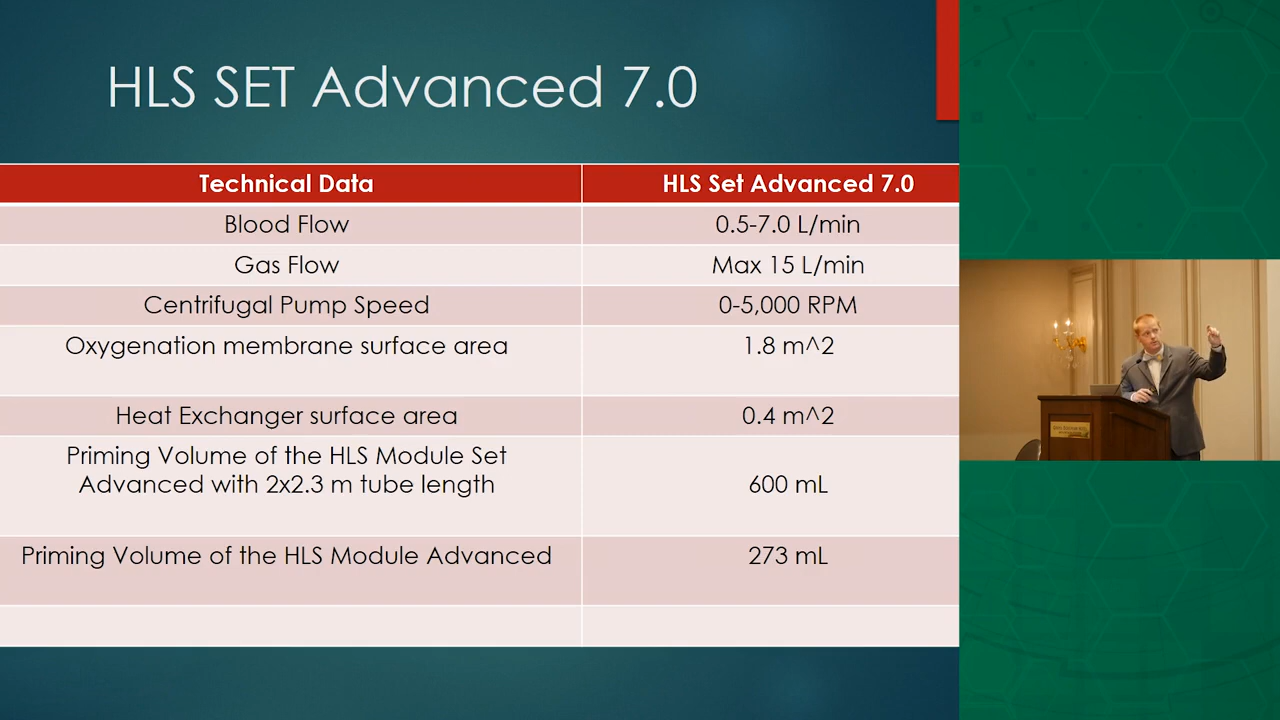 HLS SET Advanced 7.0
Technical Data
HLS Set Advanced 7.0
Blood Flow
0.5-7.0 L/min
Gas Flow
Max 15 L/min
Centrifugal Pump Speed
0-5,000 RPM
Oxygenation membrane surface area
1.8 m^2
Heat Exchanger surface area
0.4 m^2
Priming Volume of the HLS Module Set
Advanced with 2x2.3 m tube length
600 mL
Priming Volume of the HLS Module Advanced
273 mL